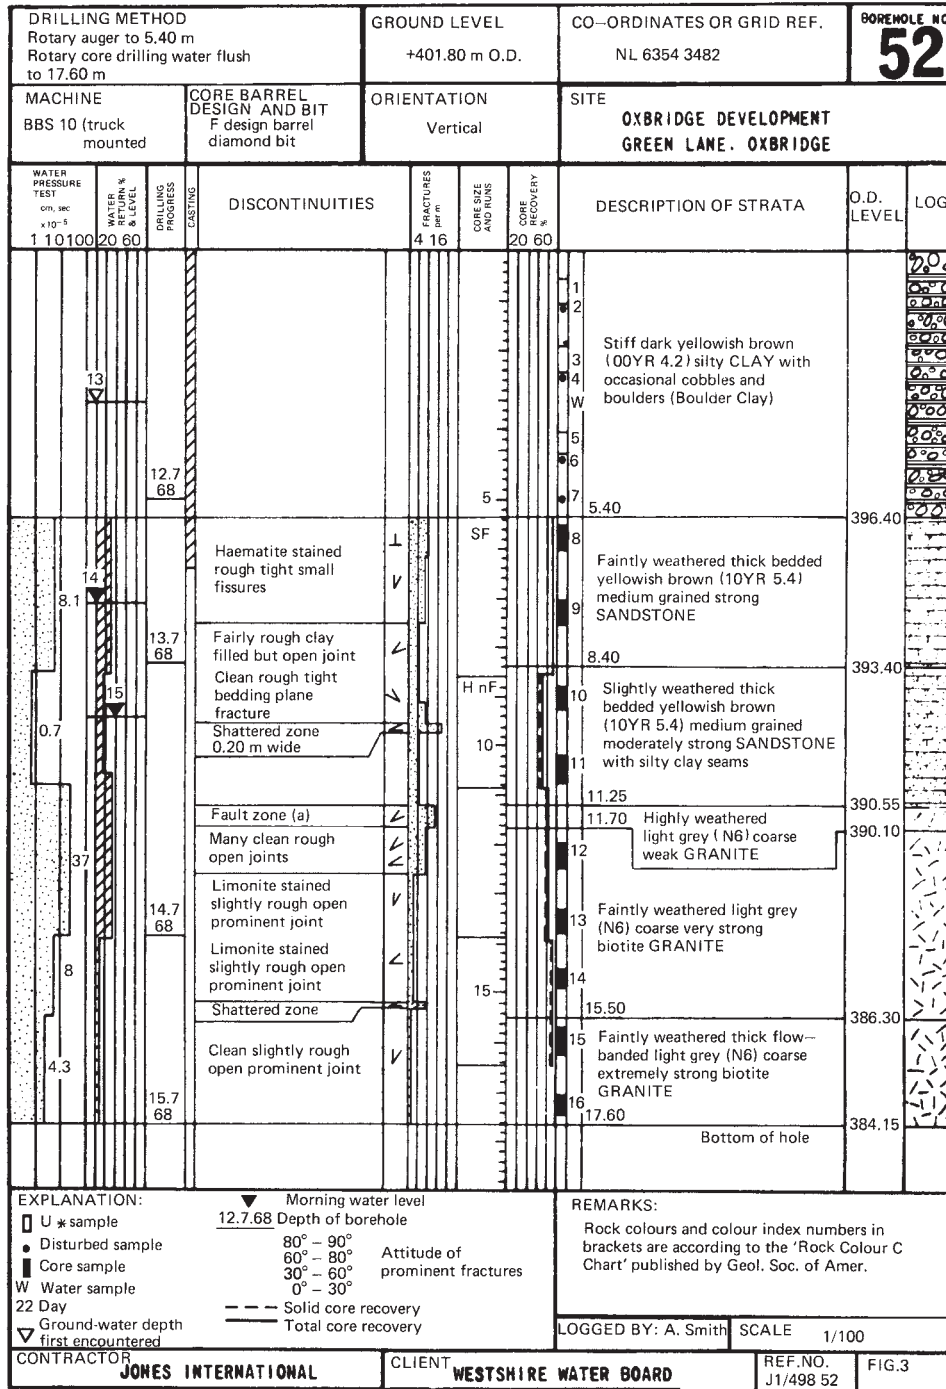 DRILLING METHOD
Rotary auger to 5.40 m
Rotary core drilling water flush
to 17.60 m
GROUND LEVEL
+401.80 m O.D.
CO-ORDINATES OR GRID REF.
NL 6354 3482
BOREHOLE NO
52
MACHINE
BBS 10 (truck
mounted
CORE BARREL
DESIGN AND BIT
F design barrel
diamond bit
ORIENTATION
Vertical
SITE
OXBRIDGE DEVELOPMENT
GREEN LANE. OXBRIDGE
WATER
PRESSURE
TEST
cm, sec
x10-5
1 10 100
WATER
RETURN %
& LEVEL
20 60
DRILLING
PROGRESS
CASTING
DISCONTINUITIES
FRACTURES
per m
4 16
CORE SIZE
AND RUNS
CORE
RECOVERY
%
20 60
DESCRIPTION OF STRATA
O.D.
LEVEL
LOG
1
2
3
4
W
5
6
7
Stiff dark yellowish brown
(00YR 4.2) silty CLAY with
occasional cobbles and
boulders (Boulder Clay)
13
12.7
68
5
5.40
396.40
SF
Haematite stained
rough tight small
fissures
8
Faintly weathered thick bedded
yellowish brown (10YR 5.4)
medium grained strong
SANDSTONE
9
14
8.1
13.7
68
Fairly rough clay
filled but open joint
8.40
393.40
Clean rough tight
bedding plane
fracture
H nF
15
10
Slightly weathered thick
bedded yellowish brown
(10YR 5.4) medium grained
moderately strong SANDSTONE
with silty clay seams
0.7
Shattered zone
0.20 m wide
10
11
11.25
390.55
Fault zone (a)
11.70
390.10
Highly weathered
light grey (N6) coarse
weak GRANITE
Many clean rough
open joints
37
12
Limonite stained
slightly rough open
prominent joint
14.7
68
13
Faintly weathered light grey
(N6) coarse very strong
biotite GRANITE
Limonite stained
slightly rough open
prominent joint
8
14
15
Shattered zone
15.50
386.30
Clean slightly rough
open prominent joint
15
Faintly weathered thick flow–
banded light grey (N6) coarse
extremely strong biotite
GRANITE
4.3
15.7
68
16
17.60
384.15
Bottom of hole
EXPLANATION:
U * sample
Disturbed sample
Core sample
W Water sample
22 Day
Ground-water depth
first encountered
Morning water level
12.7.68 Depth of borehole
80° – 90°
60° – 80°
30° – 60°
0° – 30°
Attitude of
prominent fractures
Solid core recovery
Total core recovery
REMARKS:
Rock colours and colour index numbers in
brackets are according to the 'Rock Colour C
Chart' published by Geol. Soc. of Amer.
LOGGED BY: A. Smith
SCALE 1/100
CONTRACTOR
JONES INTERNATIONAL
CLIENT
WESTSHIRE WATER BOARD
REF.NO.
J1/498 52
FIG.3